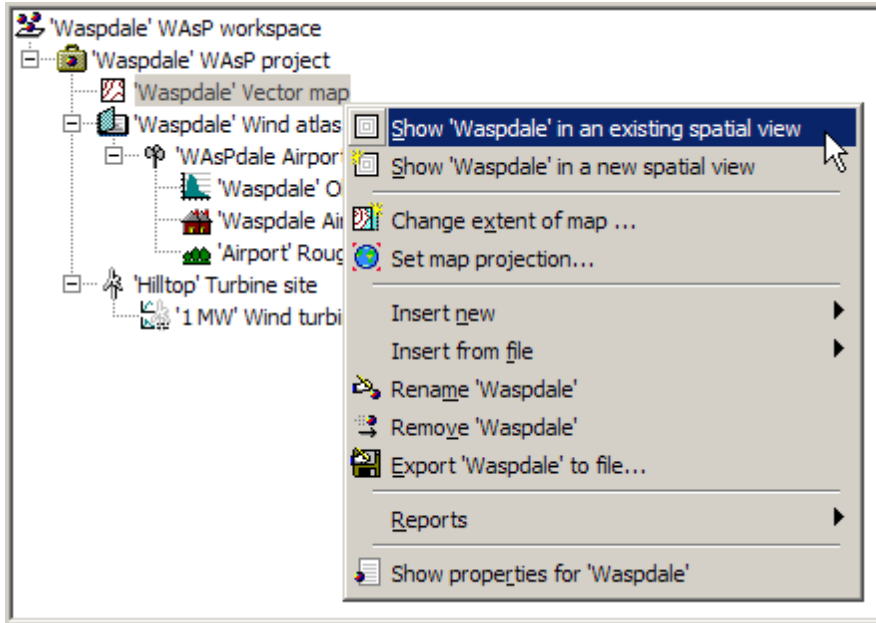 'Waspdale' WAsP workspace
'Waspdale' WAsP project
'Waspdale' Vector map
'Waspdale' Wind atlas
'WAsPdale Airport
'Waspdale' O
'Waspdale Air
'Airport' Roug
'Hilltop' Turbine site
'1 MW' Wind turbi
Show 'Waspdale' in an existing spatial view
Show 'Waspdale' in a new spatial view
Change extent of map ...
Set map projection...
Insert new
Insert from file
Rename 'Waspdale'
Remove 'Waspdale'
Export 'Waspdale' to file...
Reports
Show properties for 'Waspdale'